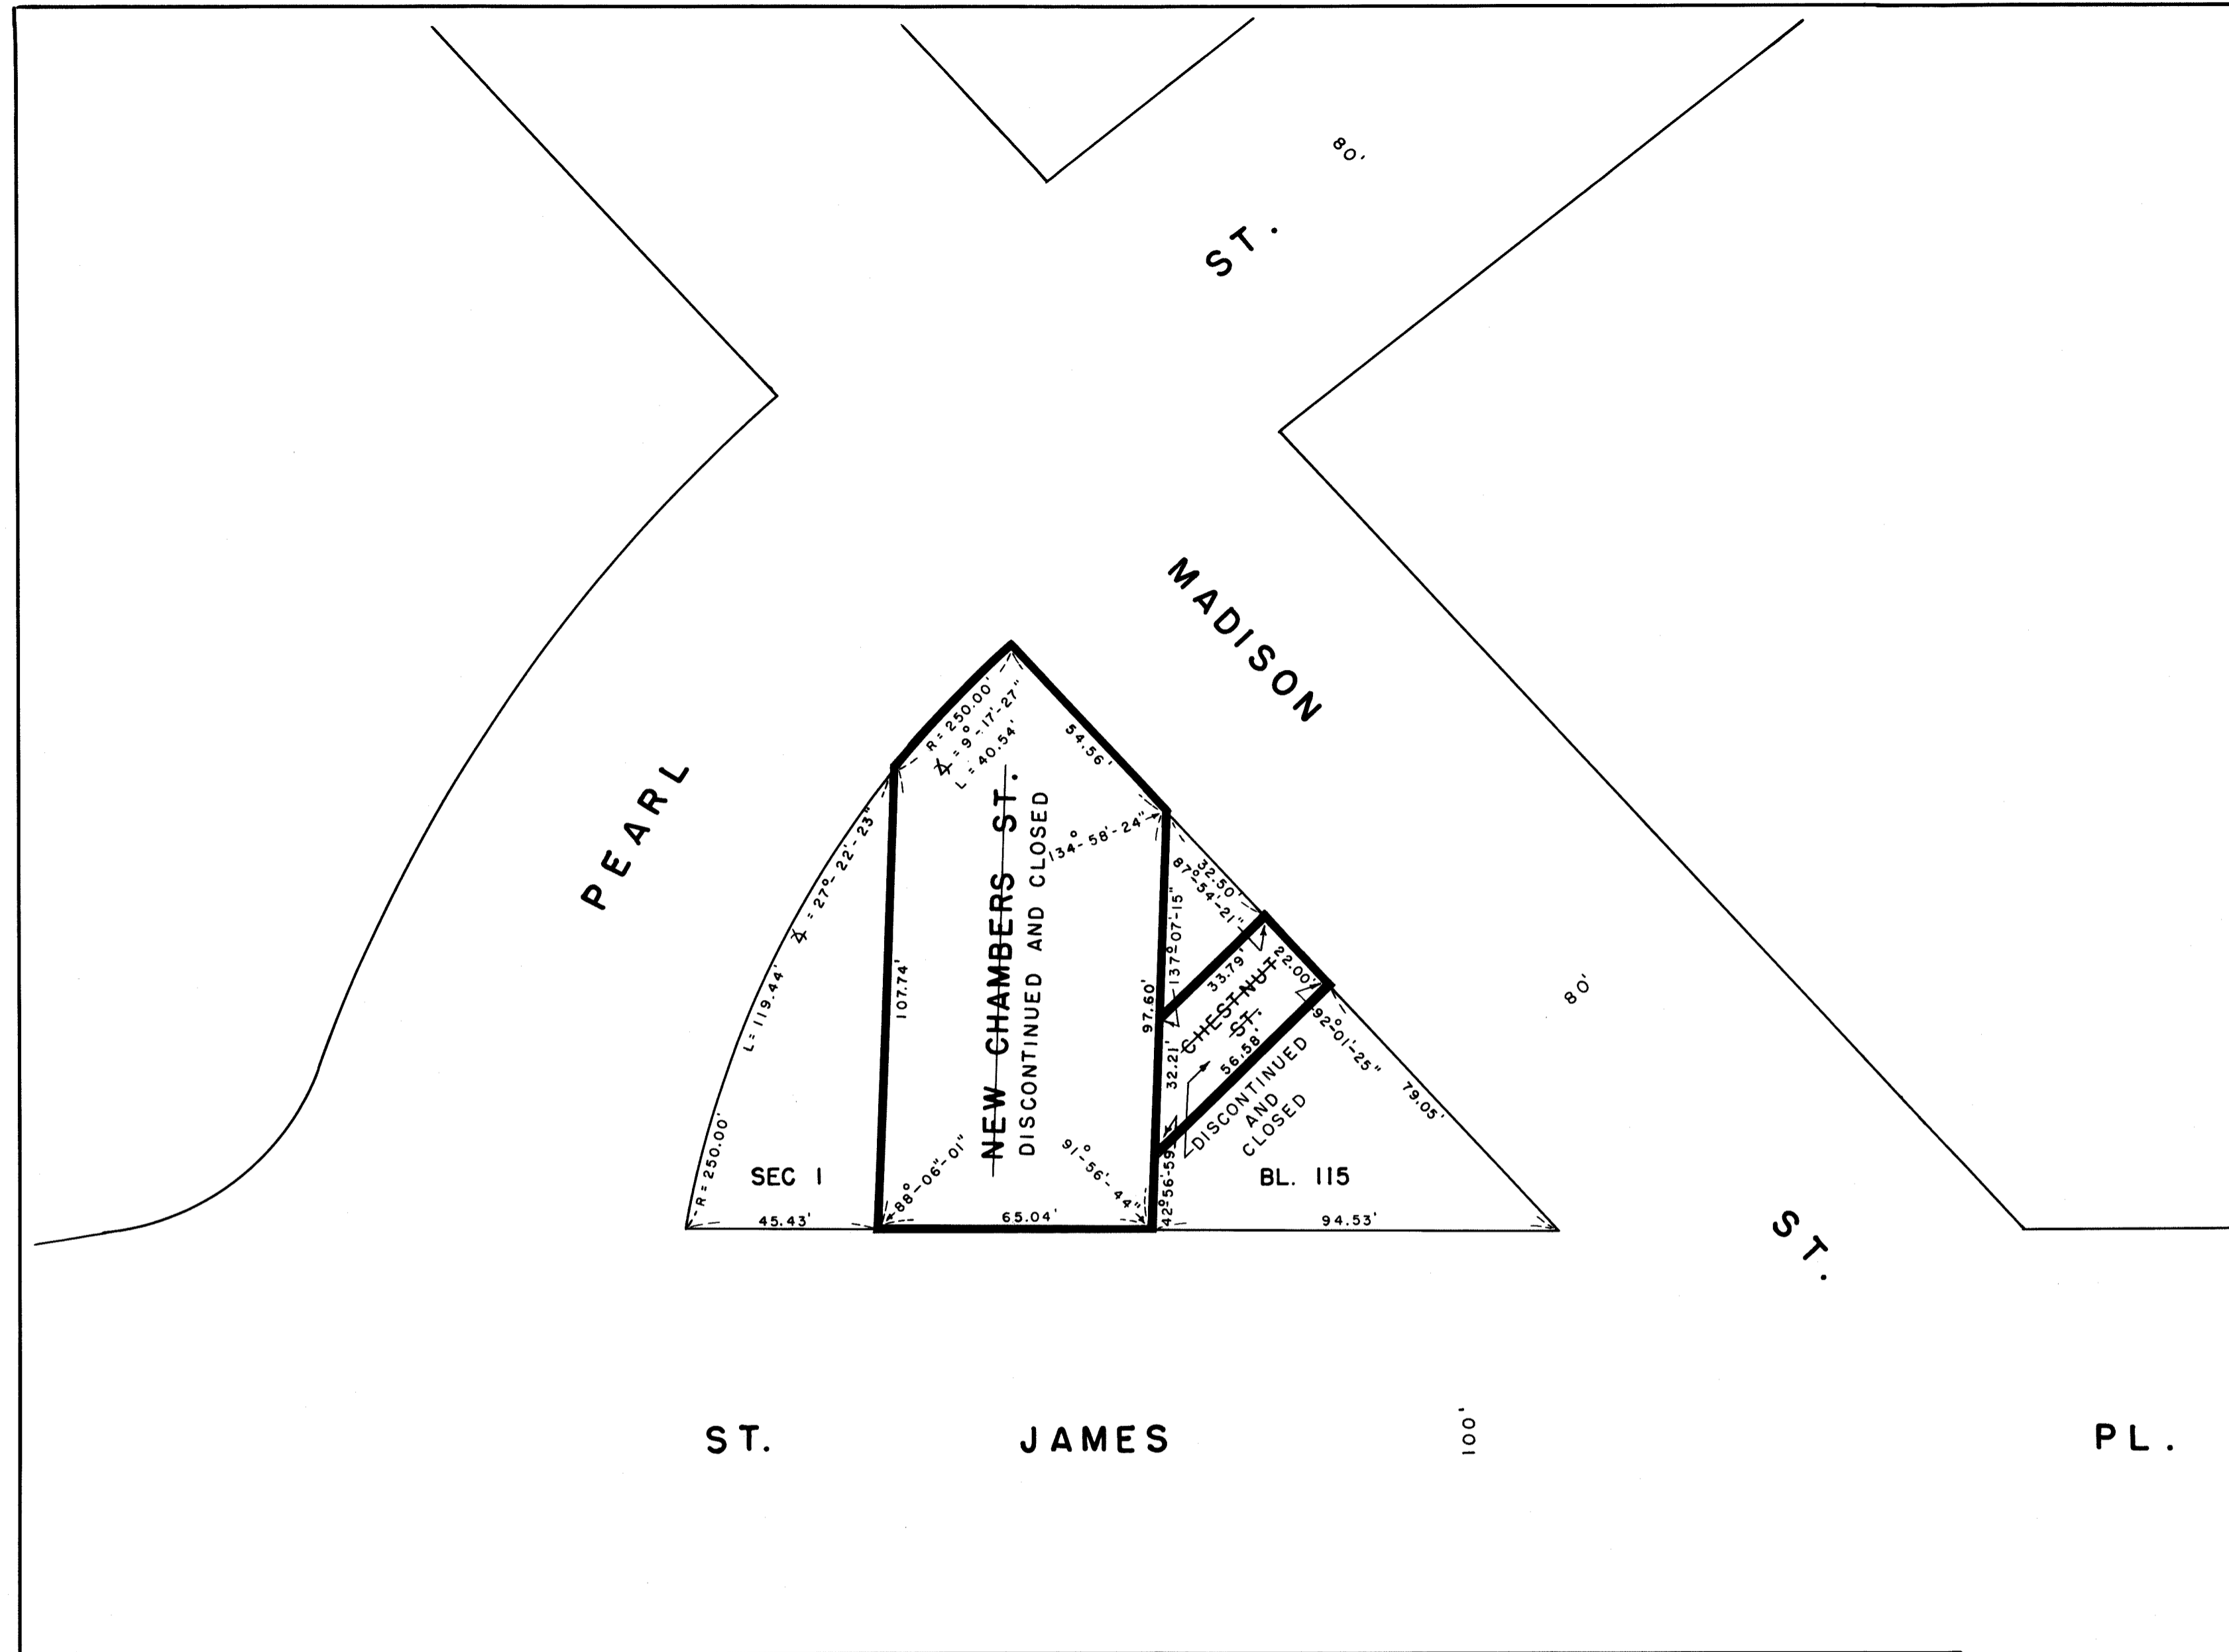 80'
ST.
MADISON
R = 250.00'
∡ = 9°-17'-27"
L = 40.54'
54.56'
PEARL
NEW CHAMBERS ST.
DISCONTINUED AND CLOSED
134°-58'-24"
∡ = 27°-22'-23"
L = 119.44'
R = 250.00'
107.74'
97.60'
32.50'
87°-54'-21"
137°-07'-15"
33.79'
22.00'
CHESTNUT
ST.
32.21'
56.58'
92°-01'-25"
DISCONTINUED
AND
CLOSED
79.05'
80'
SEC 1
88°-06"-01"
91°-56'-44"
42°56'-59"
BL. 115
45.43'
65.04'
94.53'
ST.
ST. JAMES PL.
100'